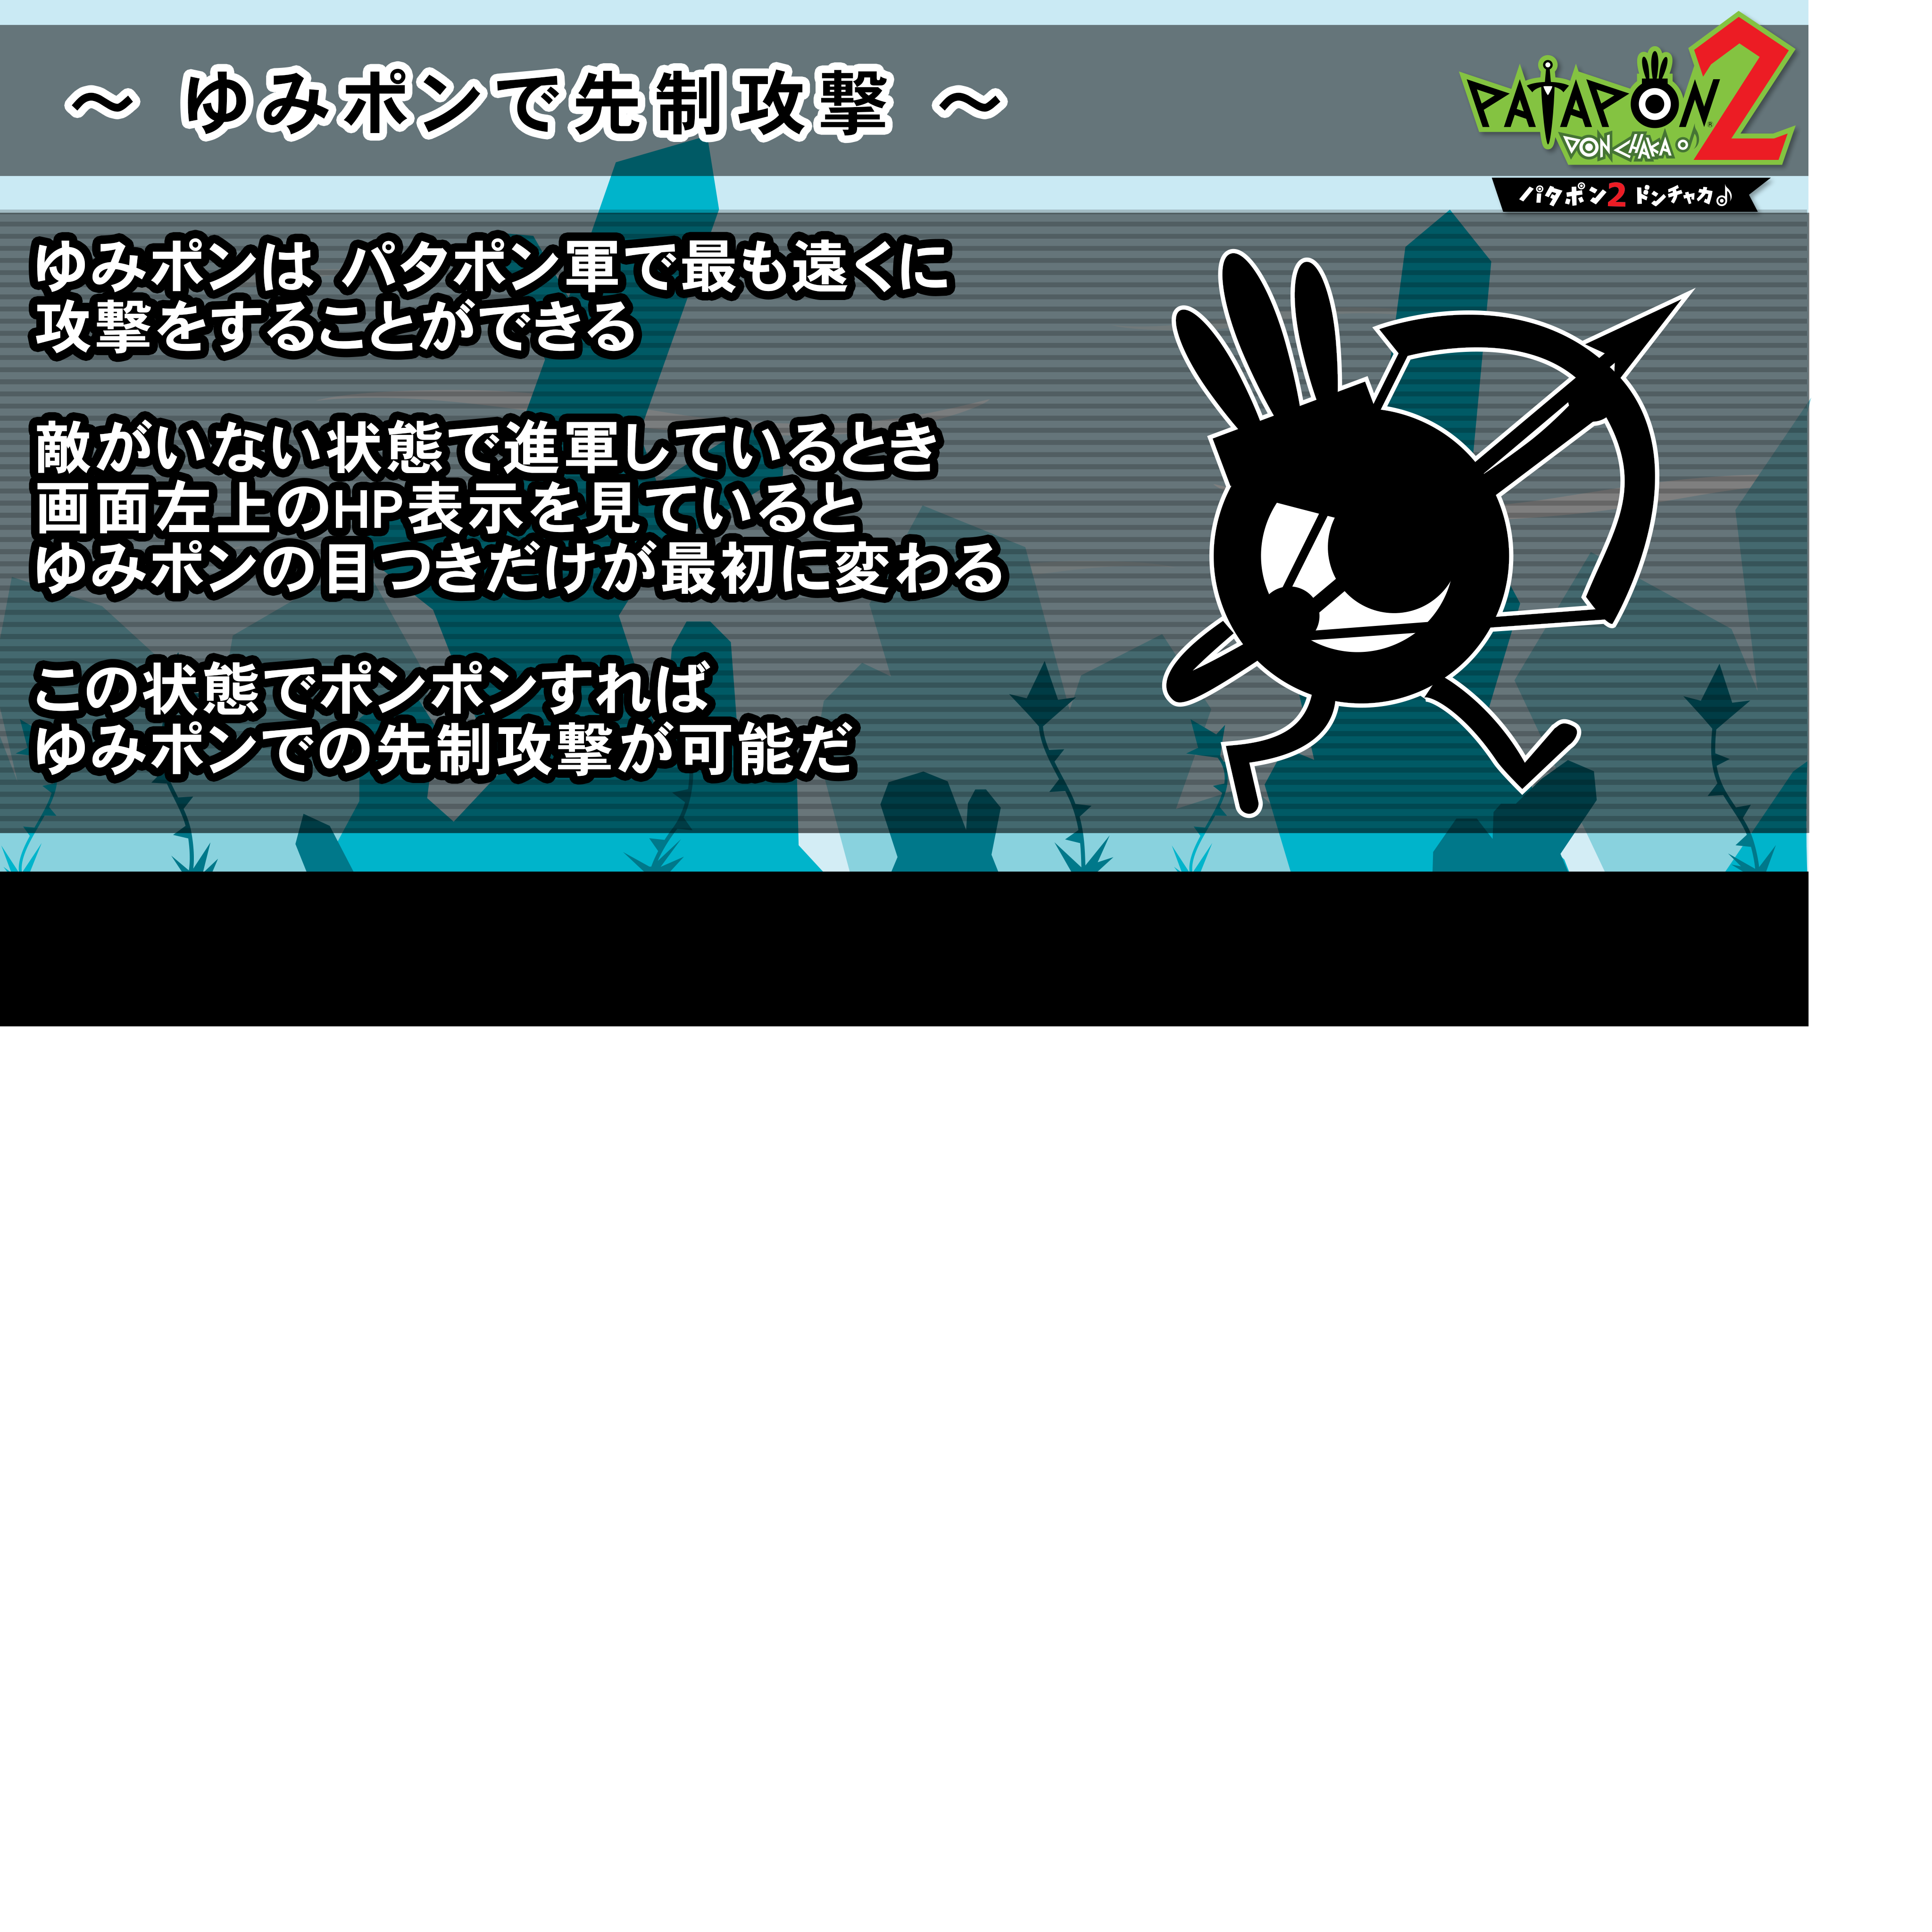 ～ ゆみポンで先制攻撃 ～
PATAPON® 2
DON CHAKA♪
パタポン2 ドンチャカ♪
ゆみポンは パタポン軍で最も遠くに
攻撃をすることができる
敵がいない状態で進軍しているとき
画面左上のHP表示を見ていると
ゆみポンの目つきだけが最初に変わる
この状態でポンポンすれば
ゆみポンでの先制攻撃が可能だ